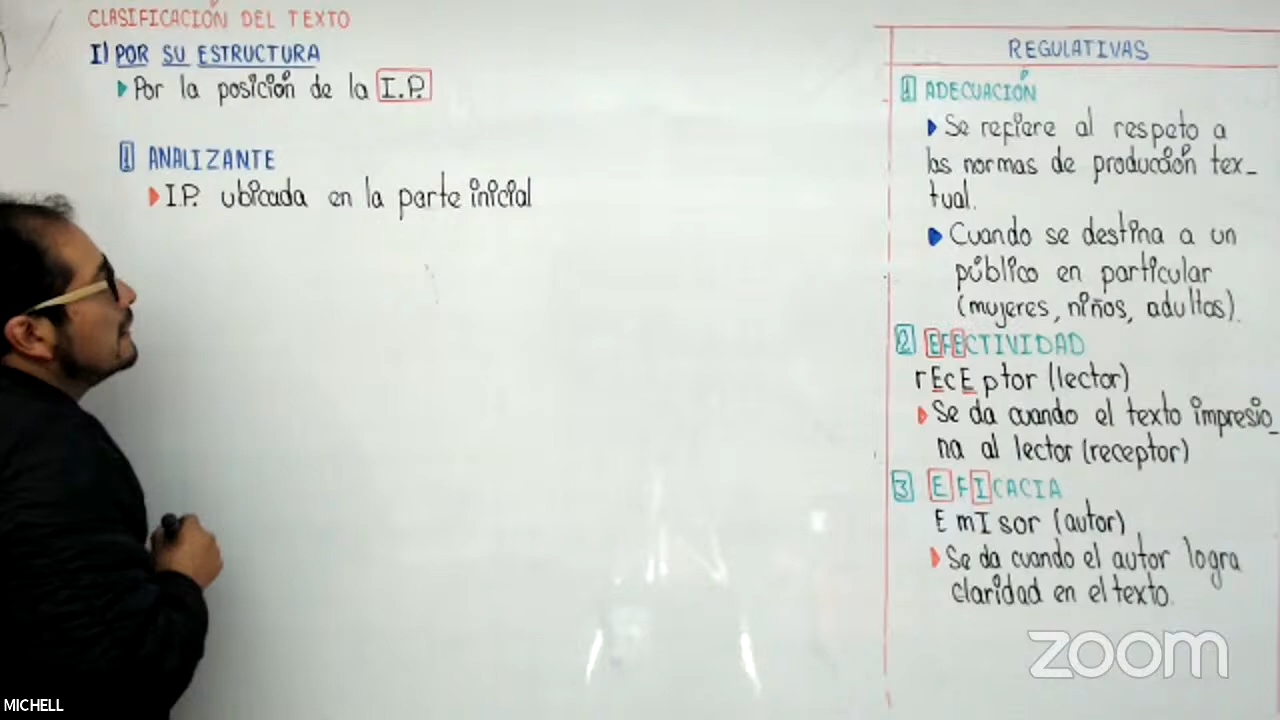 CLASIFICACIÓN DEL TEXTO
I) POR SU ESTRUCTURA
Por la posición de la I.P.
1 ANALIZANTE
I.P. ubicada en la parte inicial
REGULATIVAS
1 ADECUACIÓN
Se refiere al respeto a
las normas de producción tex_
tual.
Cuando se destina a un
público en particular
(mujeres, niños, adultos).
2 EFECTIVIDAD
rEcEptor (lector)
Se da cuando el texto impresio_
na al lector (receptor)
3 EFICACIA
EmIsor (autor)
Se da cuando el autor logra
claridad en el texto.
zoom
MICHELL